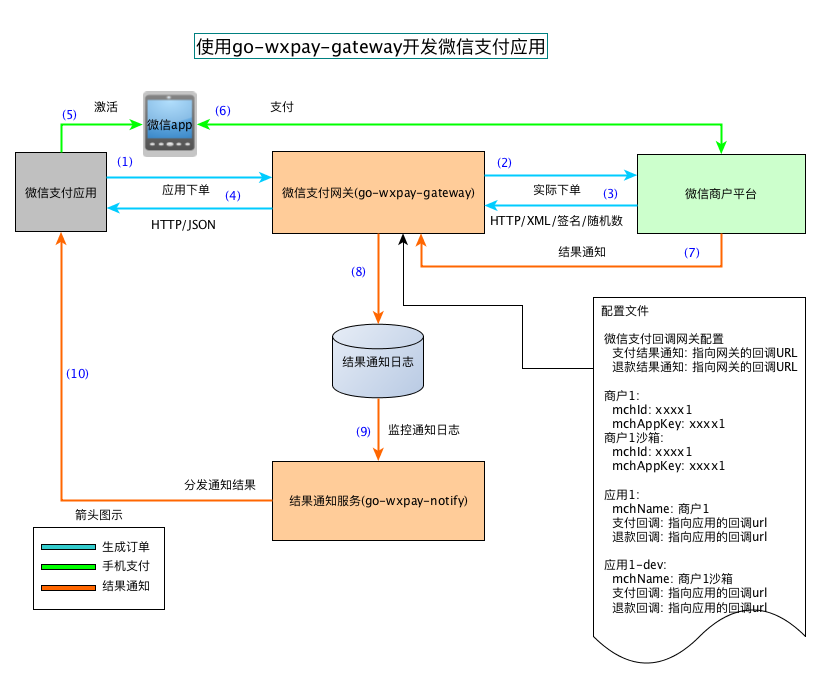 使用go-wxpay-gateway开发微信支付应用
(5)
激活
微信app
(6)
支付
微信支付应用
(1)
应用下单
(4)
HTTP/JSON
微信支付网关(go-wxpay-gateway)
(2)
实际下单
(3)
HTTP/XML/签名/随机数
微信商户平台
结果通知
(7)
(8)
结果通知日志
(9)
监控通知日志
(10)
分发通知结果
结果通知服务(go-wxpay-notify)
配置文件
微信支付回调网关配置
支付结果通知: 指向网关的回调URL
退款结果通知: 指向网关的回调URL
商户1:
mchId: xxxx1
mchAppKey: xxxx1
商户1沙箱:
mchId: xxxx1
mchAppKey: xxxx1
应用1:
mchName: 商户1
支付回调: 指向应用的回调url
退款回调: 指向应用的回调url
应用1-dev:
mchName: 商户1沙箱
支付回调: 指向应用的回调url
退款回调: 指向应用的回调url
箭头图示
生成订单
手机支付
结果通知